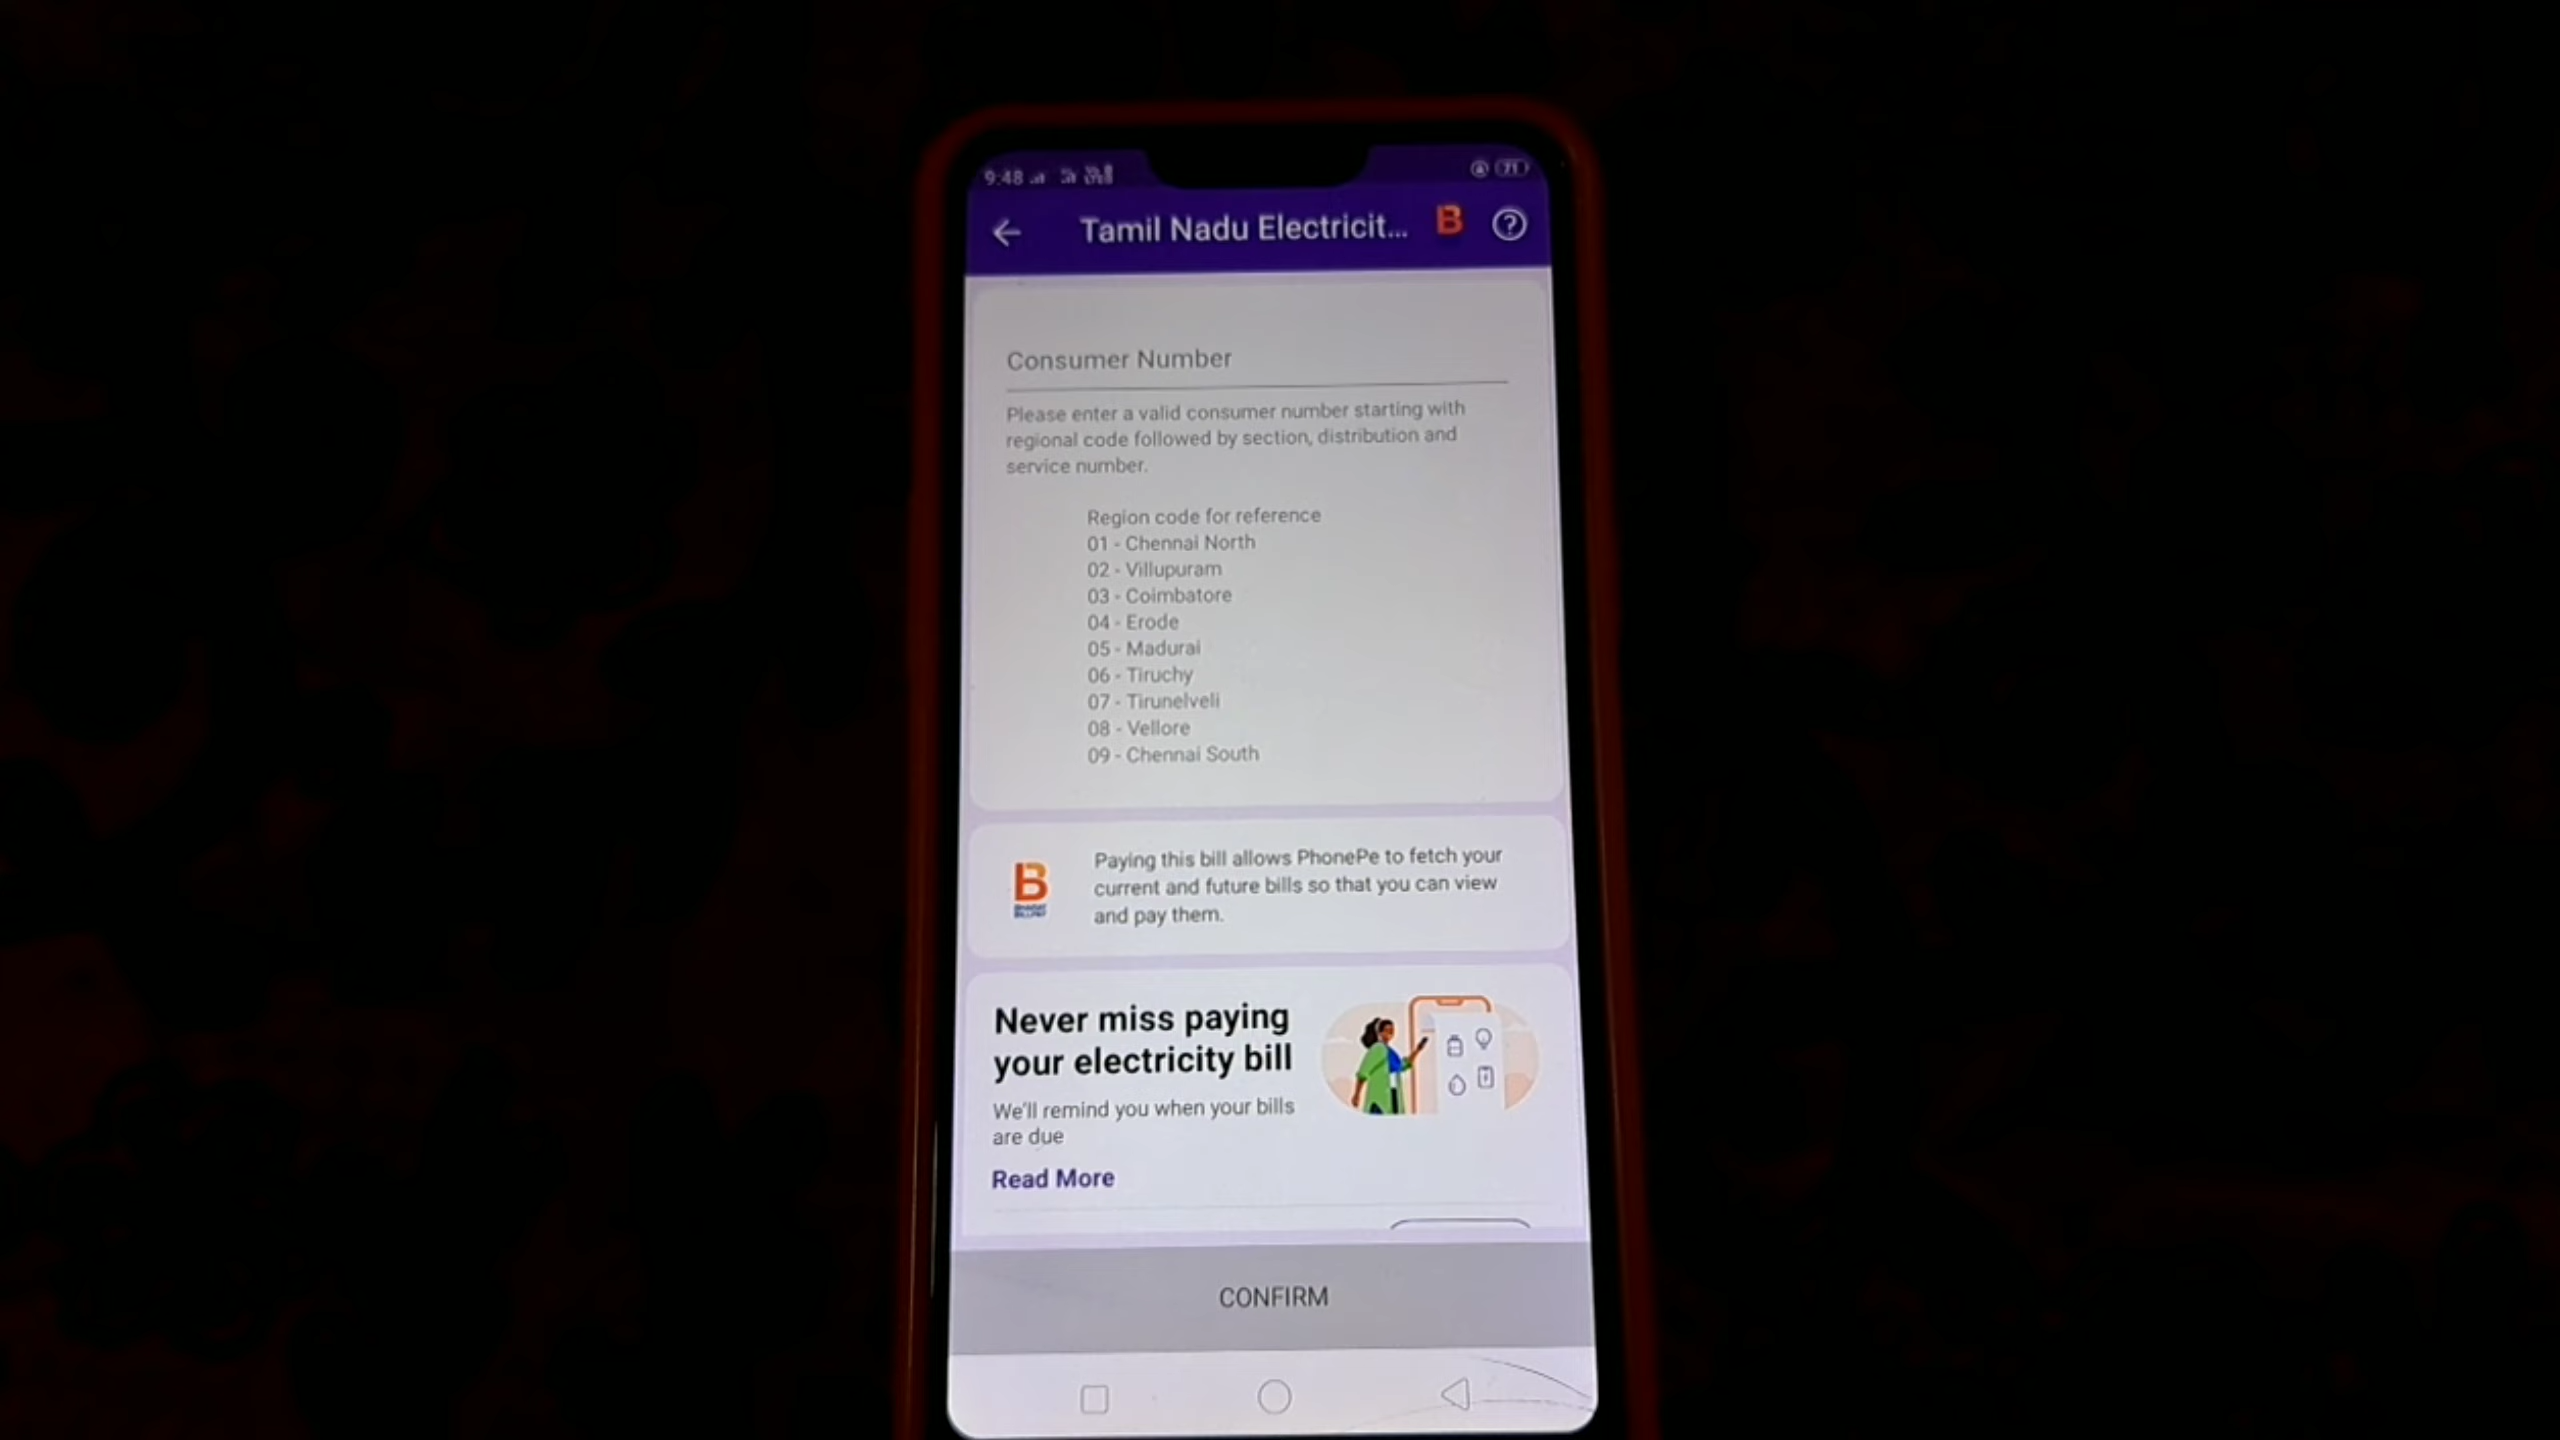 9:48
71
Tamil Nadu Electricit...
Consumer Number
Please enter a valid consumer number starting with
regional code followed by section, distribution and
service number.
Region code for reference
01 - Chennai North
02 - Villupuram
03 - Coimbatore
04 - Erode
05 - Madurai
06 - Tiruchy
07 - Tirunelveli
08 - Vellore
09 - Chennai South
Paying this bill allows PhonePe to fetch your
current and future bills so that you can view
and pay them.
Never miss paying
your electricity bill
We'll remind you when your bills
are due
Read More
CONFIRM